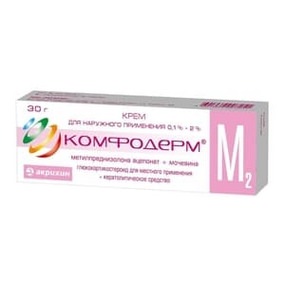 30 г
КРЕМ
ДЛЯ НАРУЖНОГО ПРИМЕНЕНИЯ 0,1% + 2%
КОМФОДЕРМ®
М2
МЕТИЛПРЕДНИЗОЛОНА АЦЕПОНАТ + МОЧЕВИНА
глюкокортикостероид для местного применения
+ кератолитическое средство
акрихин